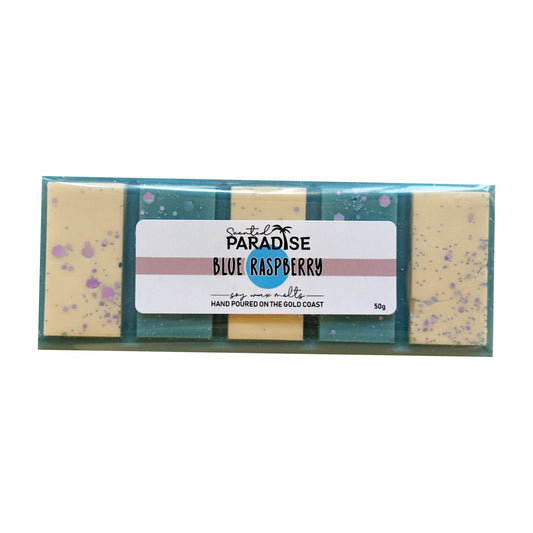 Scented
PARADISE
BLUE RASPBERRY
soy wax melts
HAND POURED ON THE GOLD COAST
50g